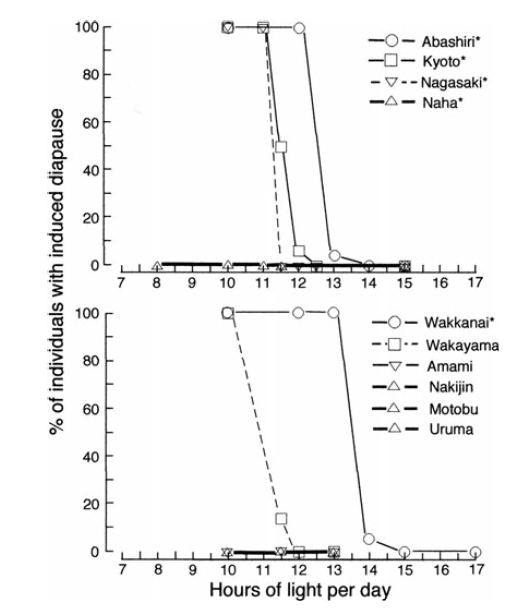 % of individuals with induced diapause
100
80
60
40
20
0
Abashiri*
Kyoto*
Nagasaki*
Naha*
7 8 9 10 11 12 13 14 15 16 17
100
80
60
40
20
0
Wakkanai*
Wakayama
Amami
Nakijin
Motobu
Uruma
7 8 9 10 11 12 13 14 15 16 17
Hours of light per day